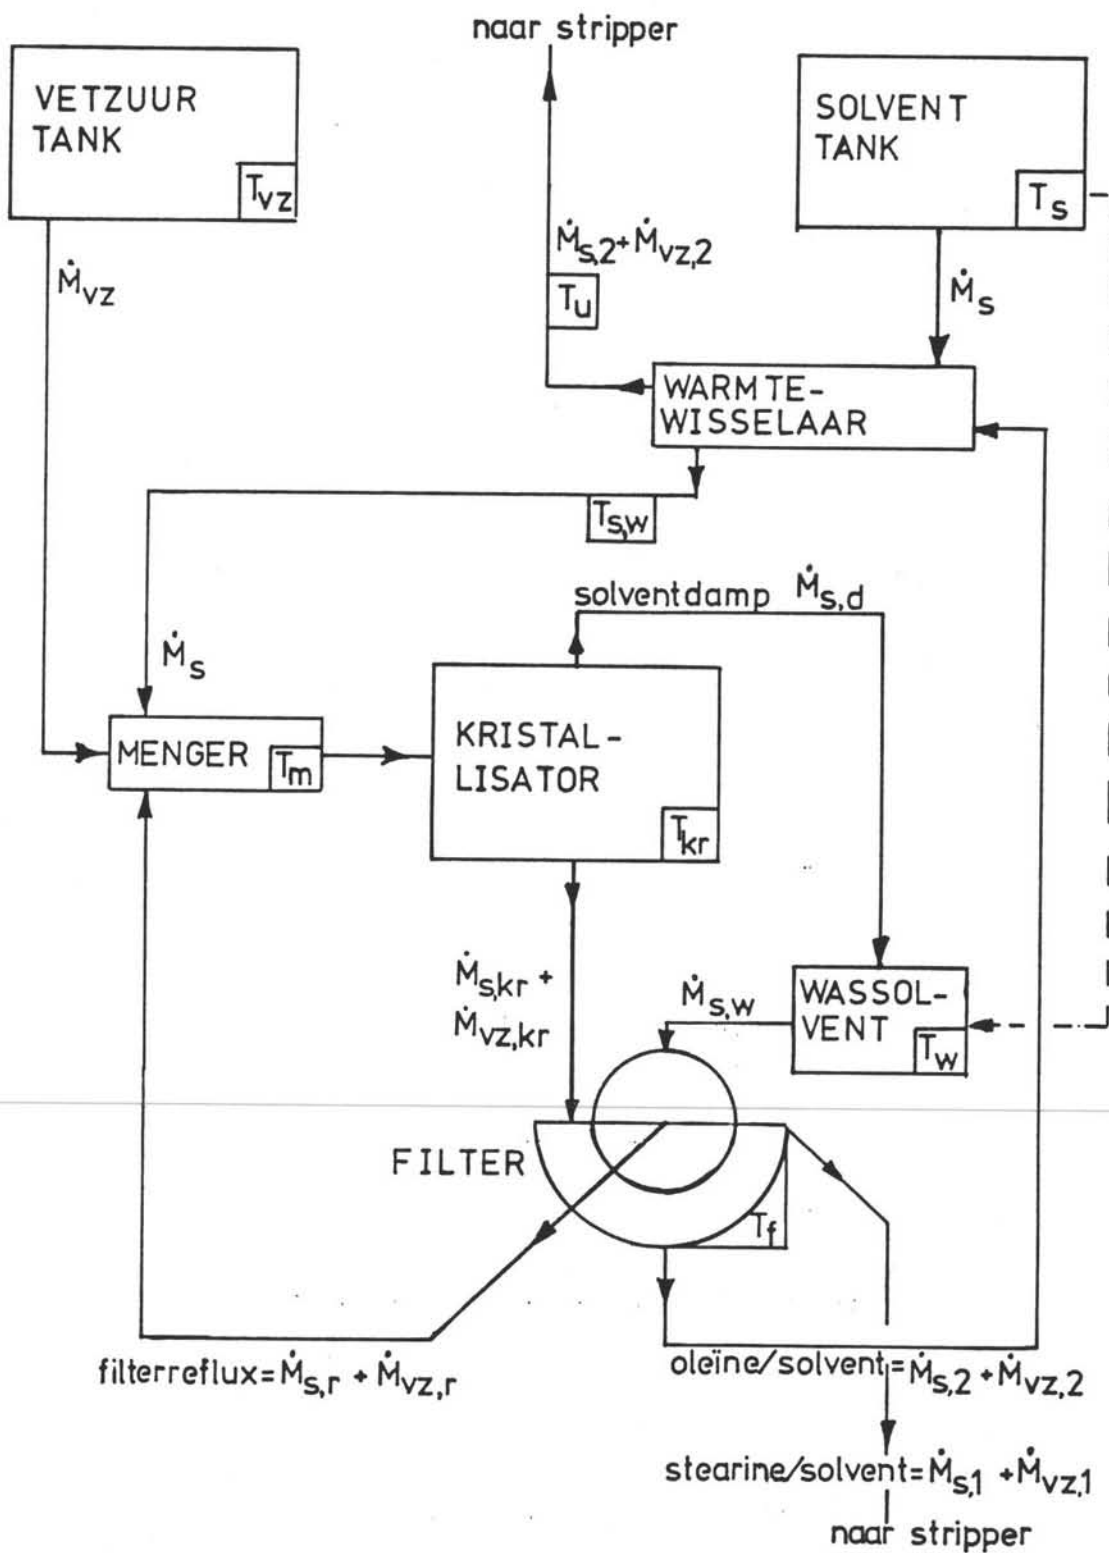 naar stripper
VETZUUR
TANK
T_vz
SOLVENT
TANK
T_s
Ṁ_vz
Ṁ_s,2 + Ṁ_vz,2
T_u
Ṁ_s
WARMTE-
WISSELAAR
T_s,w
solventdamp Ṁ_s,d
Ṁ_s
MENGER
T_m
KRISTAL-
LISATOR
T_kr
Ṁ_s,kr +
Ṁ_vz,kr
Ṁ_s,w
WASSOL-
VENT
T_w
FILTER
T_f
filterreflux = Ṁ_s,r + Ṁ_vz,r
oleïne/solvent = Ṁ_s,2 + Ṁ_vz,2
stearine/solvent = Ṁ_s,1 + Ṁ_vz,1
naar stripper